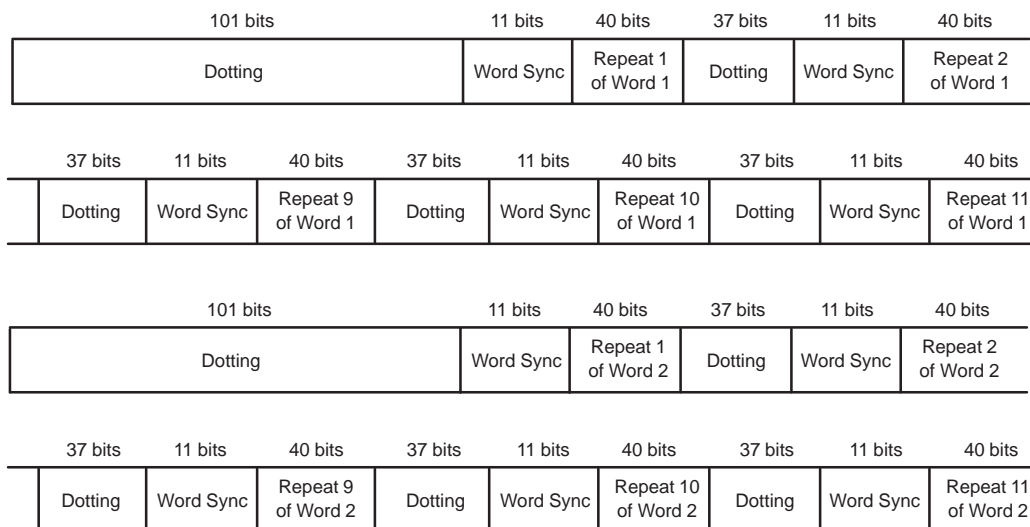 101 bits 11 bits 40 bits 37 bits 11 bits 40 bits
Dotting Word Sync Repeat 1 of Word 1 Dotting Word Sync Repeat 2 of Word 1
37 bits 11 bits 40 bits 37 bits 11 bits 40 bits 37 bits 11 bits 40 bits
Dotting Word Sync Repeat 9 of Word 1 Dotting Word Sync Repeat 10 of Word 1 Dotting Word Sync Repeat 11 of Word 1
101 bits 11 bits 40 bits 37 bits 11 bits 40 bits
Dotting Word Sync Repeat 1 of Word 2 Dotting Word Sync Repeat 2 of Word 2
37 bits 11 bits 40 bits 37 bits 11 bits 40 bits 37 bits 11 bits 40 bits
Dotting Word Sync Repeat 9 of Word 2 Dotting Word Sync Repeat 10 of Word 2 Dotting Word Sync Repeat 11 of Word 2